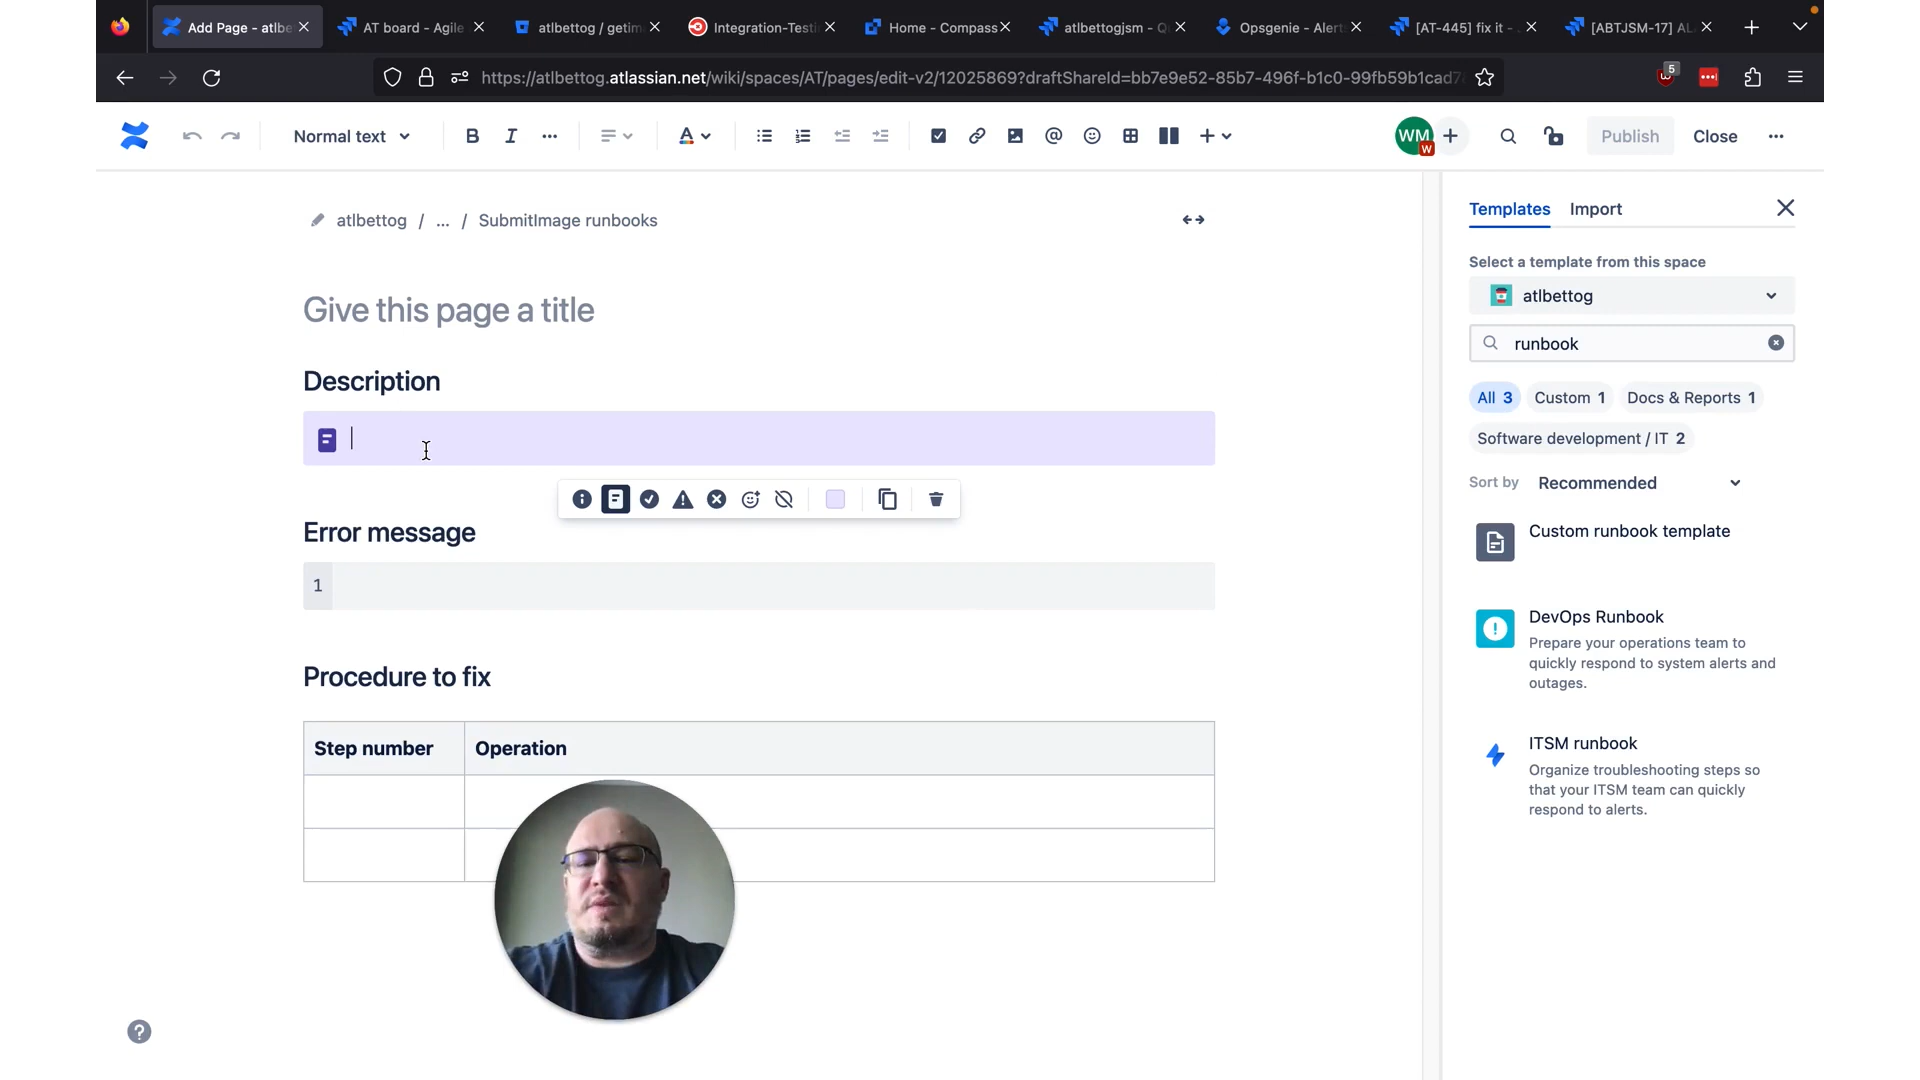 Add Page - atlbe
AT board - Agile
atlbettog / getim
Integration-Testi
Home - Compass
atlbettogjsm - Q
Opsgenie - Alert
[AT-445] fix it -
[ABTJSM-17] AL
https://atlbettog.atlassian.net/wiki/spaces/AT/pages/edit-v2/12025869?draftShareId=bb7e9e52-85b7-496f-b1c0-99fb59b1cad7
5
Normal text
B
I
A
WM
W
Publish
Close
atlbettog / ... / SubmitImage runbooks
Give this page a title
Description
Error message
1
Procedure to fix
Step number
Operation
Templates
Import
Select a template from this space
atlbettog
runbook
All 3
Custom 1
Docs & Reports 1
Software development / IT 2
Sort by
Recommended
Custom runbook template
DevOps Runbook
Prepare your operations team to
quickly respond to system alerts and
outages.
ITSM runbook
Organize troubleshooting steps so
that your ITSM team can quickly
respond to alerts.